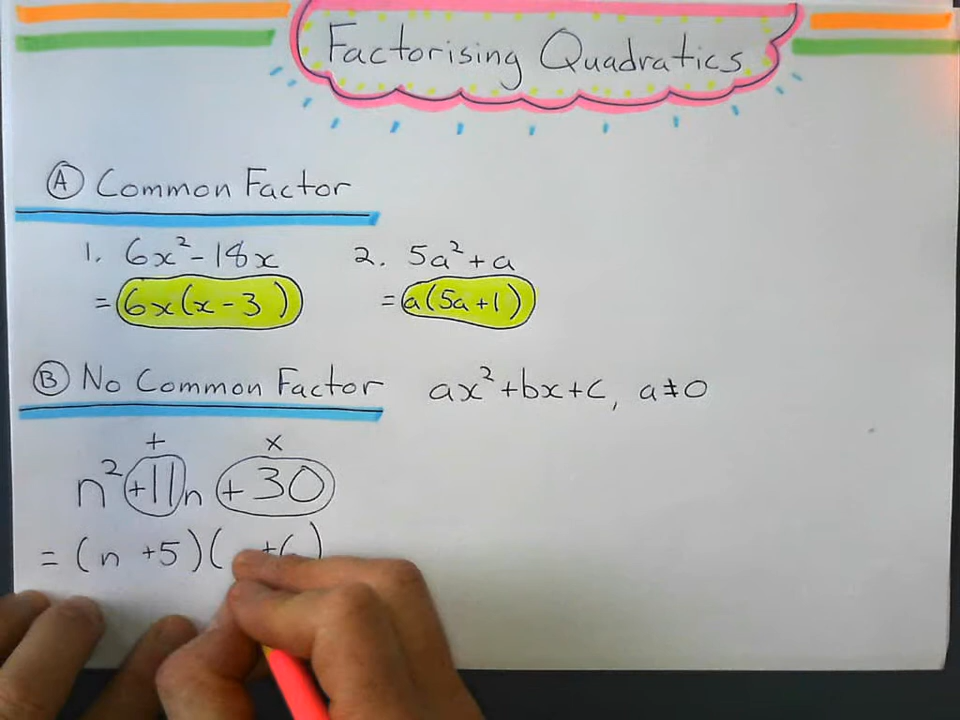 Factorising Quadratics
Ⓐ Common Factor
1. 6x² - 18x 2. 5a² + a
= 6x(x - 3) = a(5a + 1)
Ⓑ No Common Factor ax² + bx + c, a ≠ 0
+ ×
n² + 11n + 30
= (n + 5)( +6)